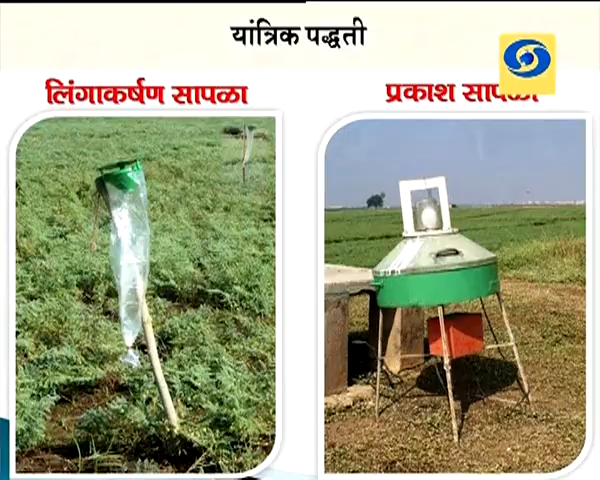 यांत्रिक पद्धती
लिंगाकर्षण सापळा
प्रकाश सापळा